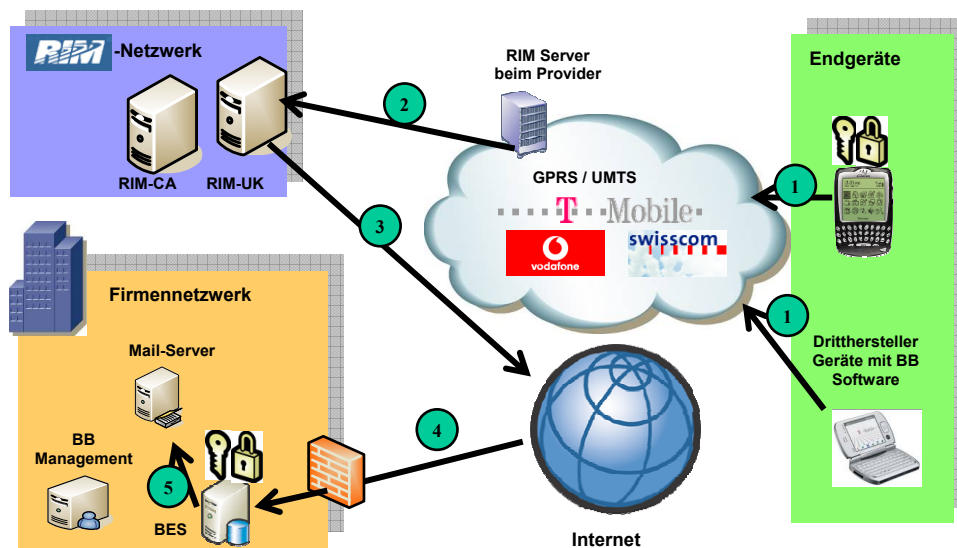 RIM -Netzwerk
RIM-CA
RIM-UK
2
3
RIM Server
beim Provider
GPRS / UMTS
T Mobile
vodafone
swisscom
Endgeräte
1
1
Dritthersteller
Geräte mit BB
Software
Firmennetzwerk
Mail-Server
BB
Management
5
BES
4
Internet